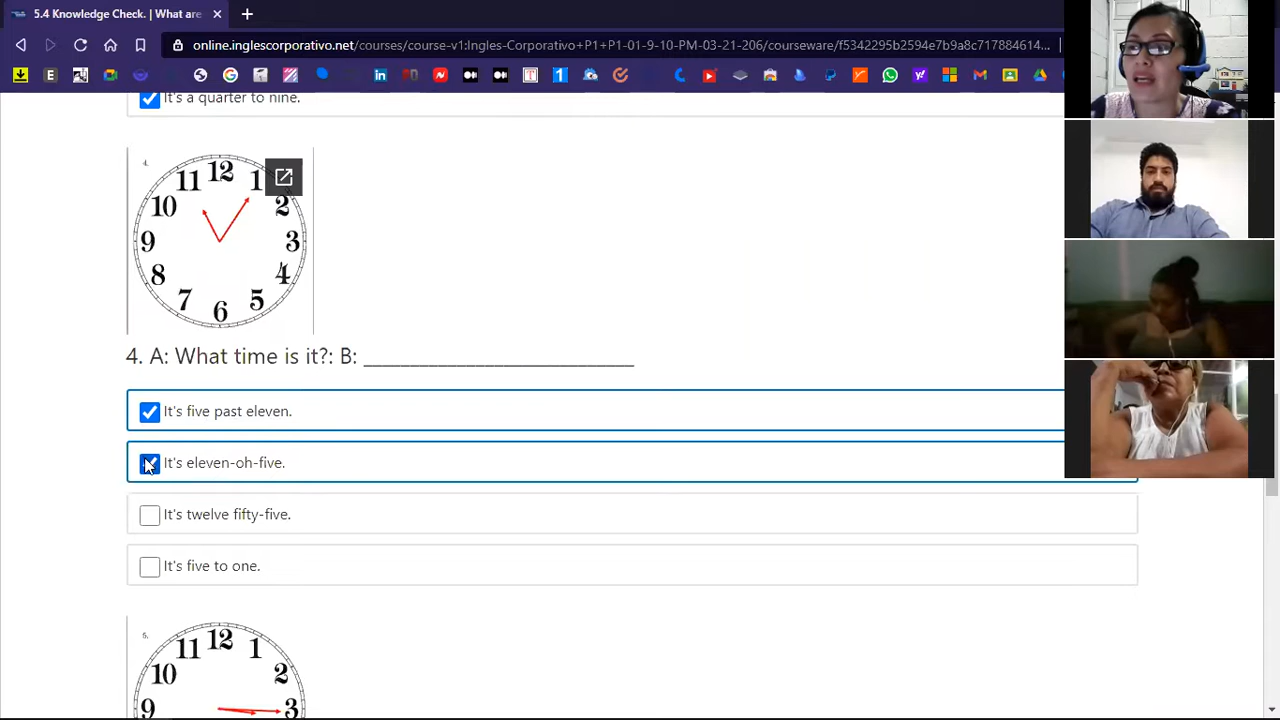 5.4 Knowledge Check. | What are
online.inglescorporativo.net/courses/course-v1:Ingles-Corporativo+P1+P1-01-9-10-PM-03-21-206/courseware/f5342295b2594e7b9a8c717884614...
It's a quarter to nine.
4.
12
11 1
10 2
9 3
8 4
7 5
6
4. A: What time is it?: B: ____________________________
It's five past eleven.
It's eleven-oh-five.
It's twelve fifty-five.
It's five to one.
5.
12
11 1
10 2
9 3